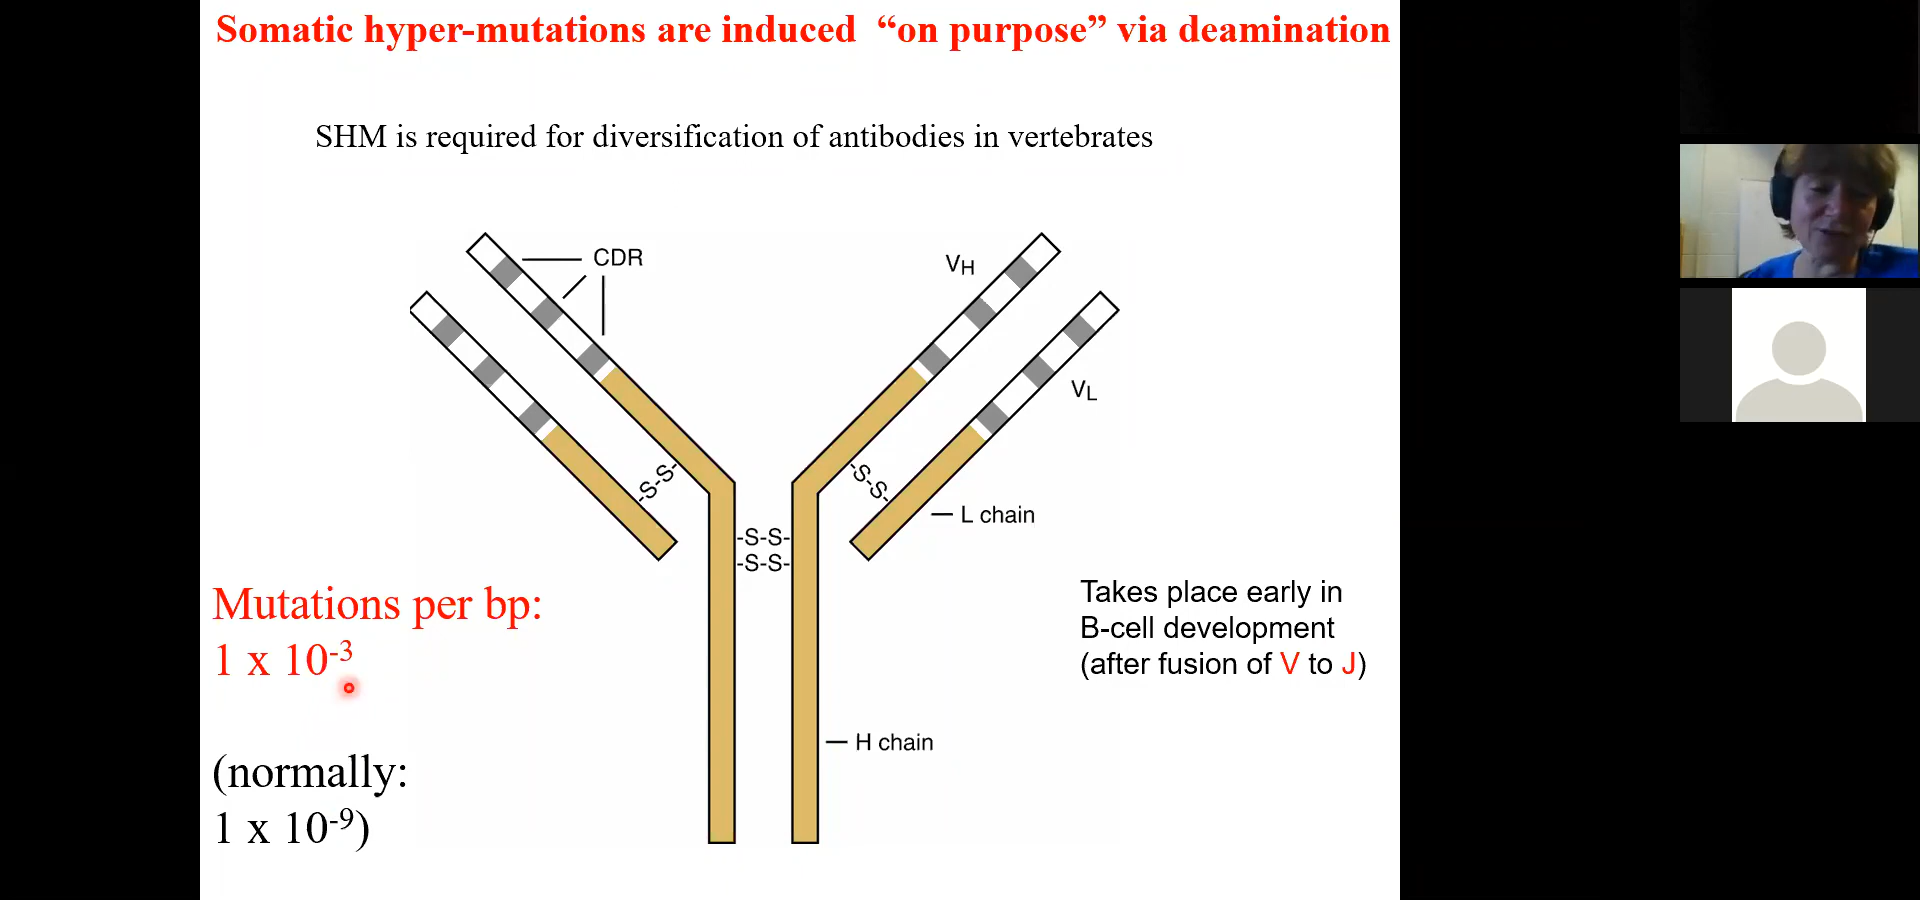 Somatic hyper-mutations are induced “on purpose” via deamination
SHM is required for diversification of antibodies in vertebrates
CDR
VH
VL
-S-S-
-S-S-
-S-S-
-S-S-
L chain
Mutations per bp:
1 x 10-3
(normally:
1 x 10-9)
Takes place early in
B-cell development
(after fusion of V to J)
H chain